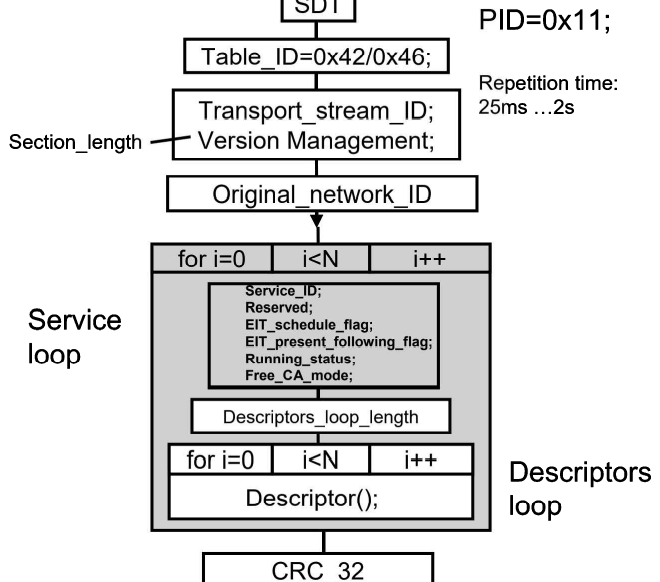 SDT
PID=0x11;
Table_ID=0x42/0x46;
Repetition time:
25ms ...2s
Transport_stream_ID;
Section_length
Version Management;
Original_network_ID
for i=0 i<N i++
Service_ID;
Reserved;
EIT_schedule_flag;
EIT_present_following_flag;
Running_status;
Free_CA_mode;
Service
loop
Descriptors_loop_length
for i=0 i<N i++
Descriptor();
Descriptors
loop
CRC_32